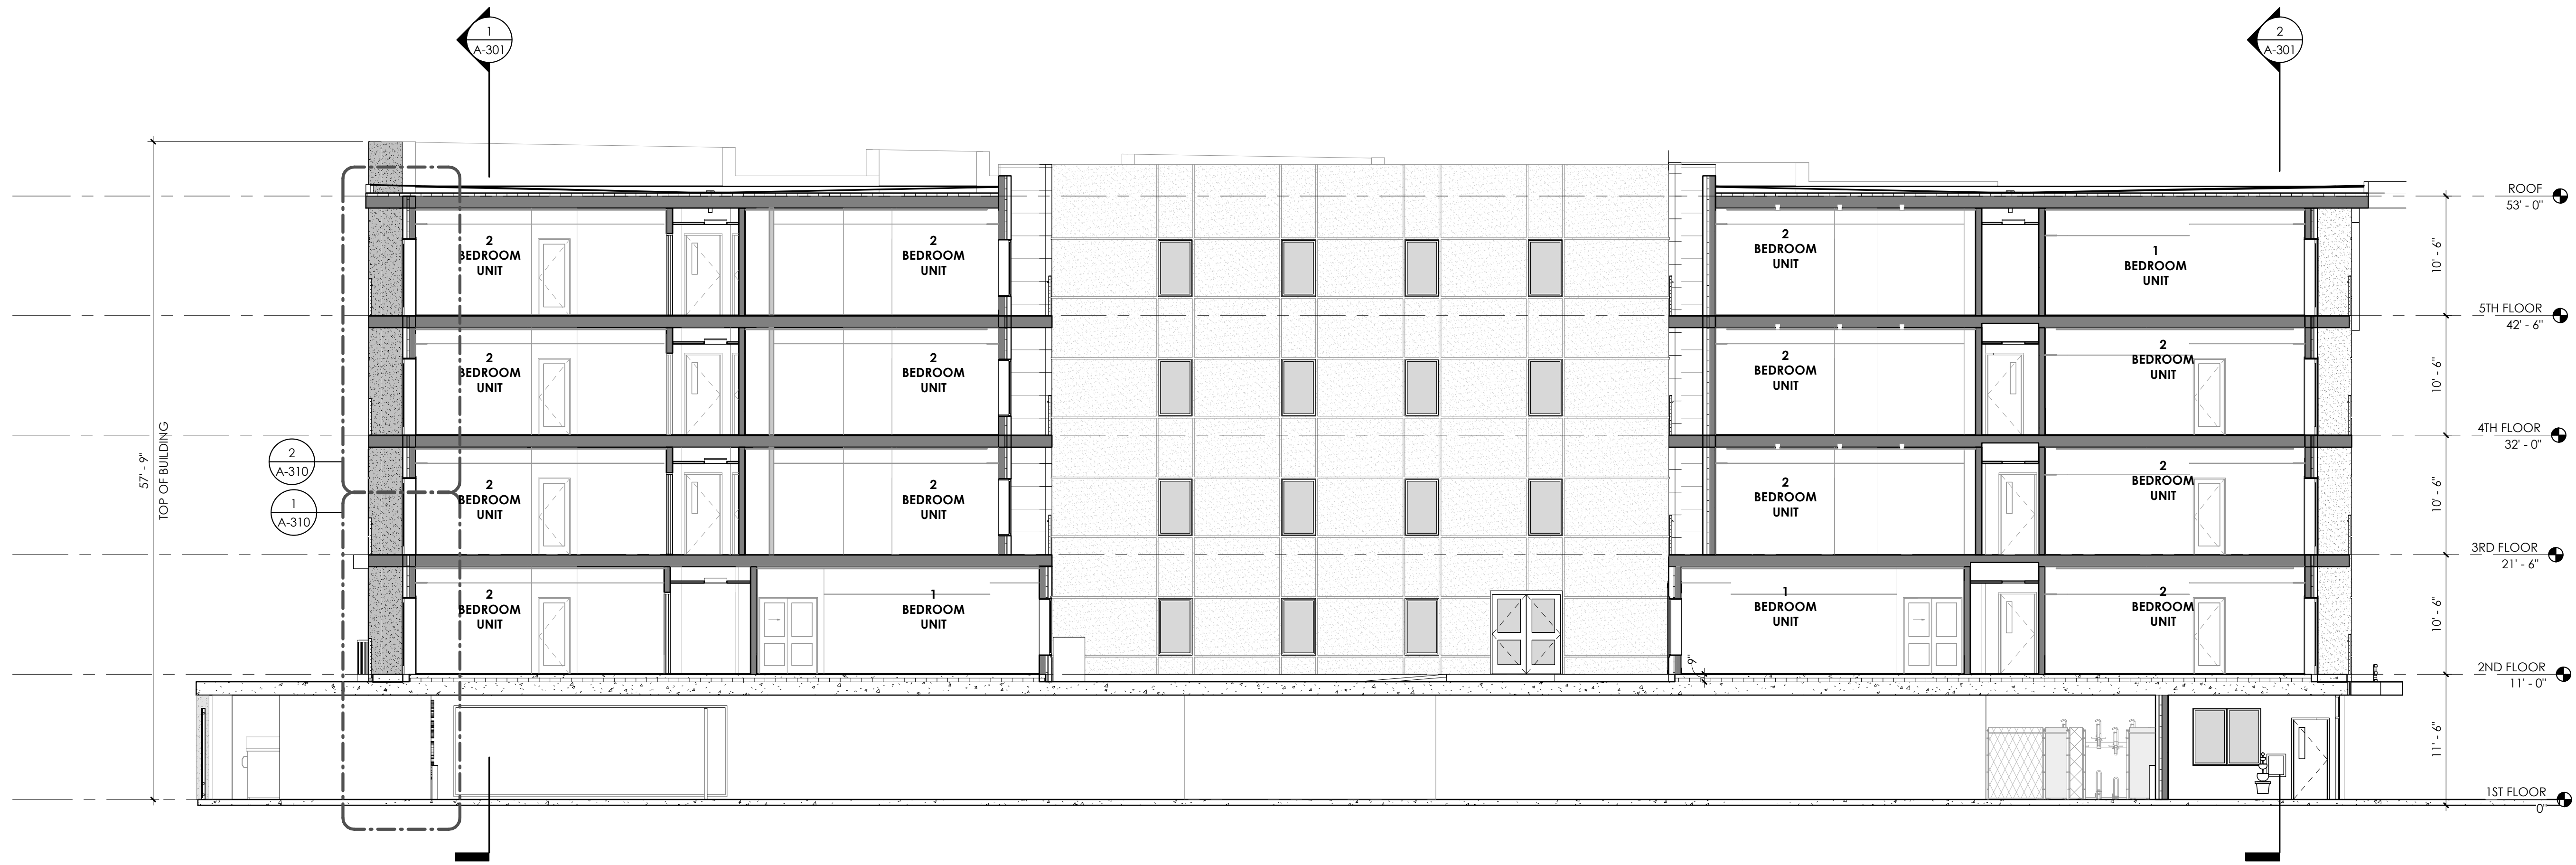 1
A-301
2
A-301
57' - 9"
TOP OF BUILDING
2
A-310
1
A-310
2
BEDROOM
UNIT
2
BEDROOM
UNIT
2
BEDROOM
UNIT
1
BEDROOM
UNIT
2
BEDROOM
UNIT
2
BEDROOM
UNIT
2
BEDROOM
UNIT
2
BEDROOM
UNIT
2
BEDROOM
UNIT
2
BEDROOM
UNIT
2
BEDROOM
UNIT
2
BEDROOM
UNIT
2
BEDROOM
UNIT
1
BEDROOM
UNIT
1
BEDROOM
UNIT
2
BEDROOM
UNIT
9"
ROOF
53' - 0"
10' - 6"
5TH FLOOR
42' - 6"
10' - 6"
4TH FLOOR
32' - 0"
10' - 6"
3RD FLOOR
21' - 6"
10' - 6"
2ND FLOOR
11' - 0"
11' - 6"
1ST FLOOR
0"